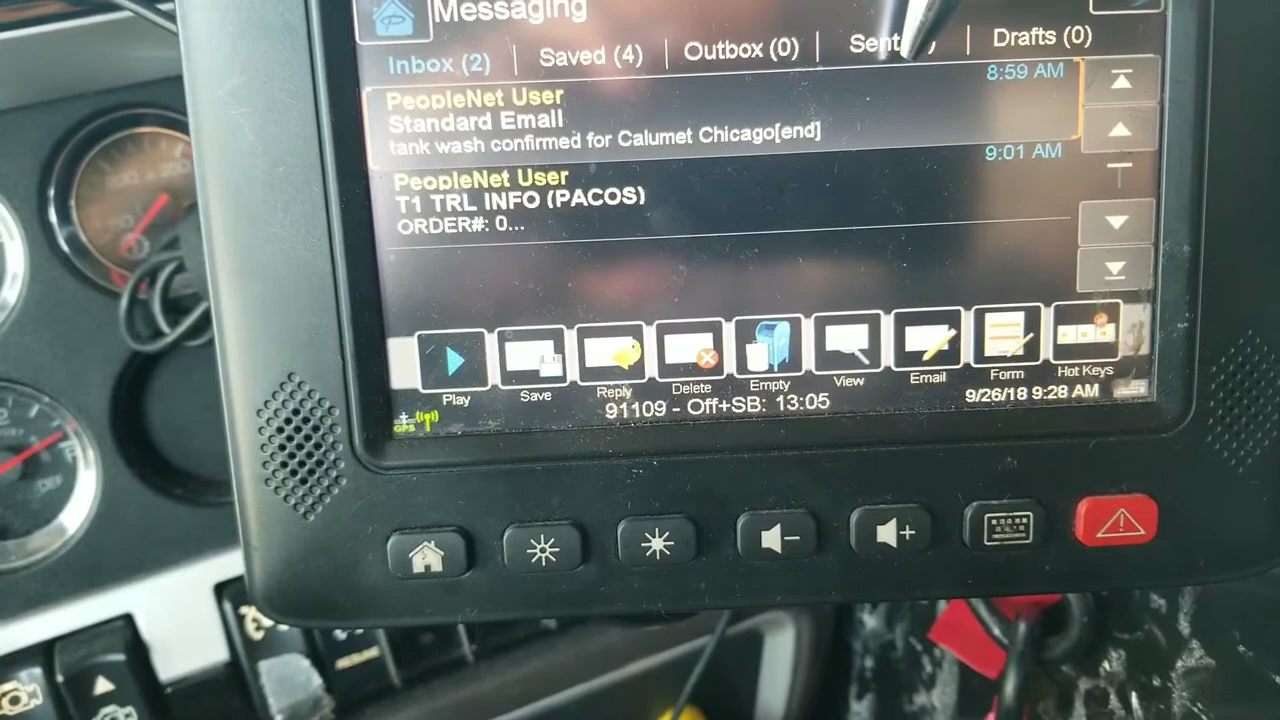 Messaging
Inbox (2)
Saved (4)
Outbox (0)
Sent
Drafts (0)
8:59 AM
PeopleNet User
Standard Email
tank wash confirmed for Calumet Chicago[end]
9:01 AM
PeopleNet User
T1 TRL INFO (PACOS)
ORDER#: 0...
Play
Save
Reply
Delete
Empty
View
Email
Form
Hot Keys
GPS
91109 - Off+SB: 13:05
9/26/18 9:28 AM